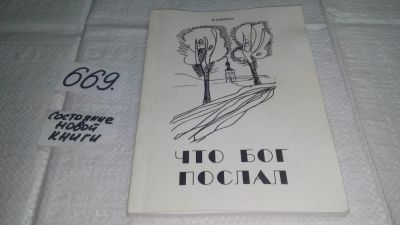 669.
состояние
новой
книги
ЧТО БОГ
ПОСЛАЛ